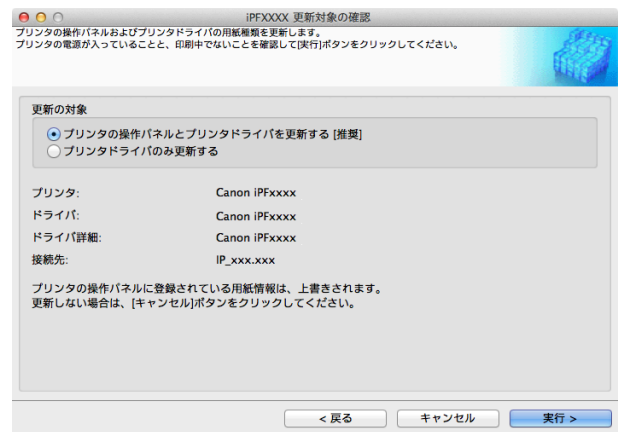 iPFXXXX 更新対象の確認
プリンタの操作パネルおよびプリンタドライバの用紙種類を更新します。
プリンタの電源が入っていることと、印刷中でないことを確認して[実行]ボタンをクリックしてください。
更新の対象
プリンタの操作パネルとプリンタドライバを更新する [推奨]
プリンタドライバのみ更新する
プリンタ: Canon iPFxxxx
ドライバ: Canon iPFxxxx
ドライバ詳細: Canon iPFxxxx
接続先: IP_xxx.xxx
プリンタの操作パネルに登録されている用紙情報は、上書きされます。
更新しない場合は、[キャンセル]ボタンをクリックしてください。
< 戻る キャンセル 実行 >